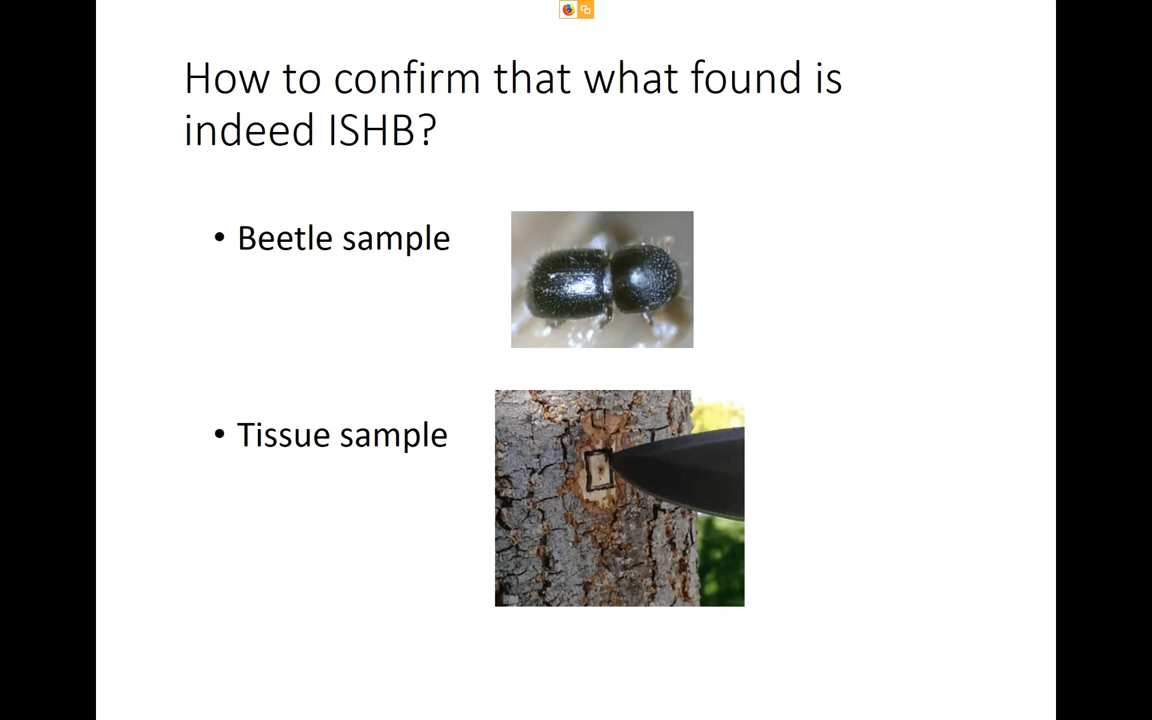 How to confirm that what found is
indeed ISHB?
• Beetle sample
• Tissue sample